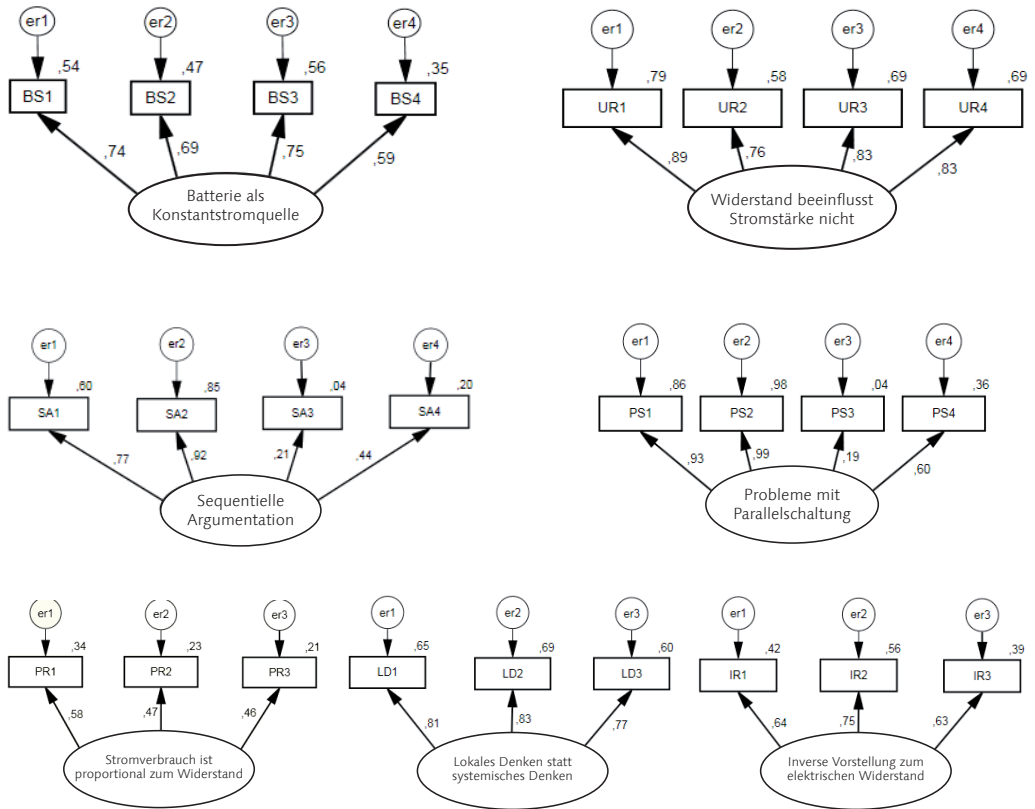 er1 er2 er3 er4
,54 ,47 ,56 ,35
BS1 BS2 BS3 BS4
,74 ,69 ,75 ,59
Batterie als
Konstantstromquelle
er1 er2 er3 er4
,79 ,58 ,69 ,69
UR1 UR2 UR3 UR4
,89 ,76 ,83 ,83
Widerstand beeinflusst
Stromstärke nicht
er1 er2 er3 er4
,60 ,85 ,04 ,20
SA1 SA2 SA3 SA4
,77 ,92 ,21 ,44
Sequentielle
Argumentation
er1 er2 er3 er4
,86 ,98 ,04 ,36
PS1 PS2 PS3 PS4
,93 ,99 ,19 ,60
Probleme mit
Parallelschaltung
er1 er2 er3
,34 ,23 ,21
PR1 PR2 PR3
,58 ,47 ,46
Stromverbrauch ist
proportional zum Widerstand
er1 er2 er3
,65 ,69 ,60
LD1 LD2 LD3
,81 ,83 ,77
Lokales Denken statt
systemisches Denken
er1 er2 er3
,42 ,56 ,39
IR1 IR2 IR3
,64 ,75 ,63
Inverse Vorstellung zum
elektrischen Widerstand